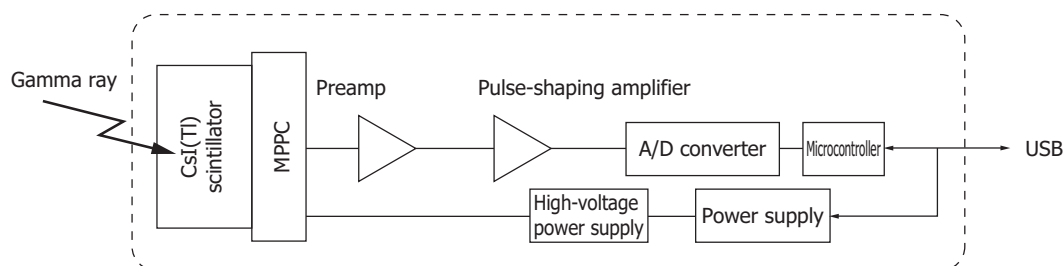 Gamma ray
CsI(Tl)
scintillator
MPPC
Preamp
Pulse-shaping amplifier
A/D converter
Microcontroller
USB
High-voltage
power supply
Power supply